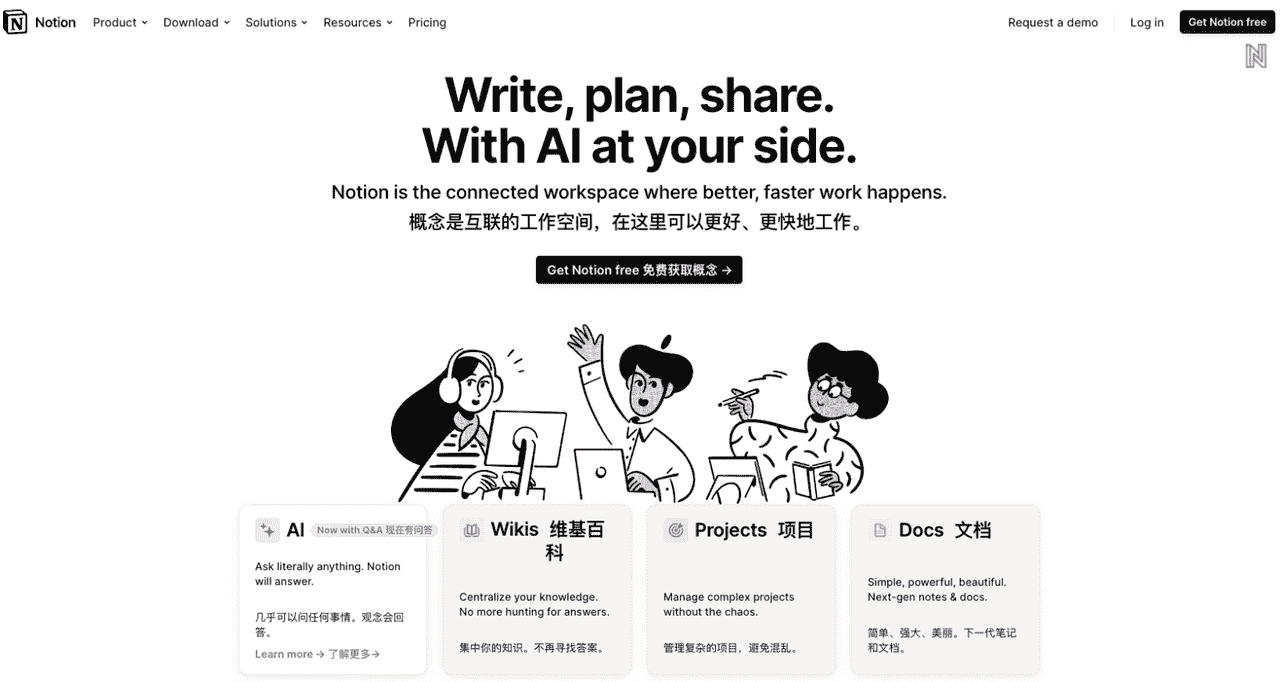 Notion Product Download Solutions Resources Pricing Request a demo Log in Get Notion free
Write, plan, share.
With AI at your side.
Notion is the connected workspace where better, faster work happens.
概念是互联的工作空间，在这里可以更好、更快地工作。
Get Notion free 免费获取概念 →
AI Now with Q&A 现在有问答
Ask literally anything. Notion
will answer.
几乎可以问任何事情。观念会回
答。
Learn more → 了解更多→
Wikis 维基百
科
Centralize your knowledge.
No more hunting for answers.
集中你的知识。不再寻找答案。
Projects 项目
Manage complex projects
without the chaos.
管理复杂的项目，避免混乱。
Docs 文档
Simple, powerful, beautiful.
Next-gen notes & docs.
简单、强大、美丽。下一代笔记
和文档。